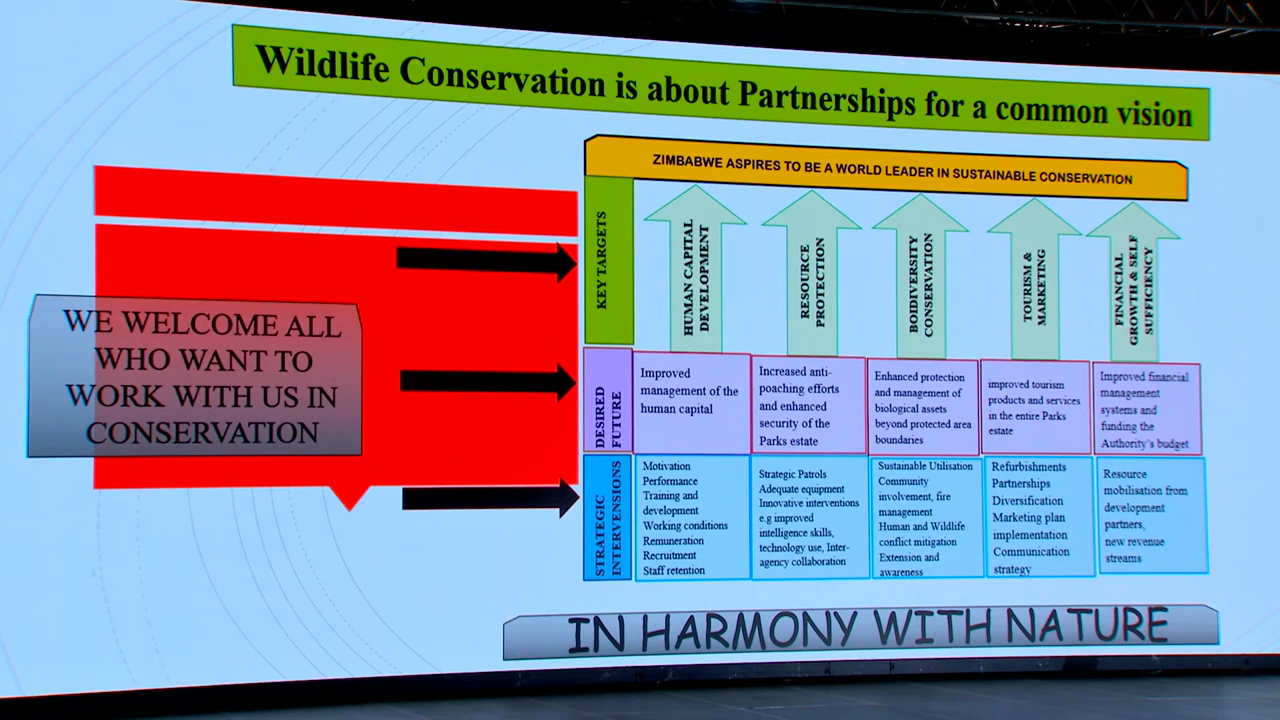 Wildlife Conservation is about Partnerships for a common vision
ZIMBABWE ASPIRES TO BE A WORLD LEADER IN SUSTAINABLE CONSERVATION
WE WELCOME ALL
WHO WANT TO
WORK WITH US IN
CONSERVATION
KEY TARGETS
HUMAN CAPITAL
DEVELOPMENT
RESOURCE
PROTECTION
BOIDIVERSITY
CONSERVATION
TOURISM &
MARKETING
FINANCIAL
GROWTH & SELF
SUFFICIENCY
DESIRED
FUTURE
Improved
management of the
human capital
Increased anti-
poaching efforts
and enhanced
security of the
Parks estate
Enhanced protection
and management of
biological assets
beyond protected area
boundaries
improved tourism
products and services
in the entire Parks
estate
Improved financial
management
systems and
funding the
Authority's budget
STRATEGIC
INTERVENSIONS
Motivation
Performance
Training and
development
Working conditions
Remuneration
Recruitment
Staff retention
Strategic Patrols
Adequate equipment
Innovative interventions
e.g improved
intelligence skills,
technology use, Inter-
agency collaboration
Sustainable Utilisation
Community
involvement, fire
management
Human and Wildlife
conflict mitigation
Extension and
awareness
Refurbishments
Partnerships
Diversification
Marketing plan
implementation
Communication
strategy
Resource
mobilisation from
development
partners,
new revenue
streams
IN HARMONY WITH NATURE